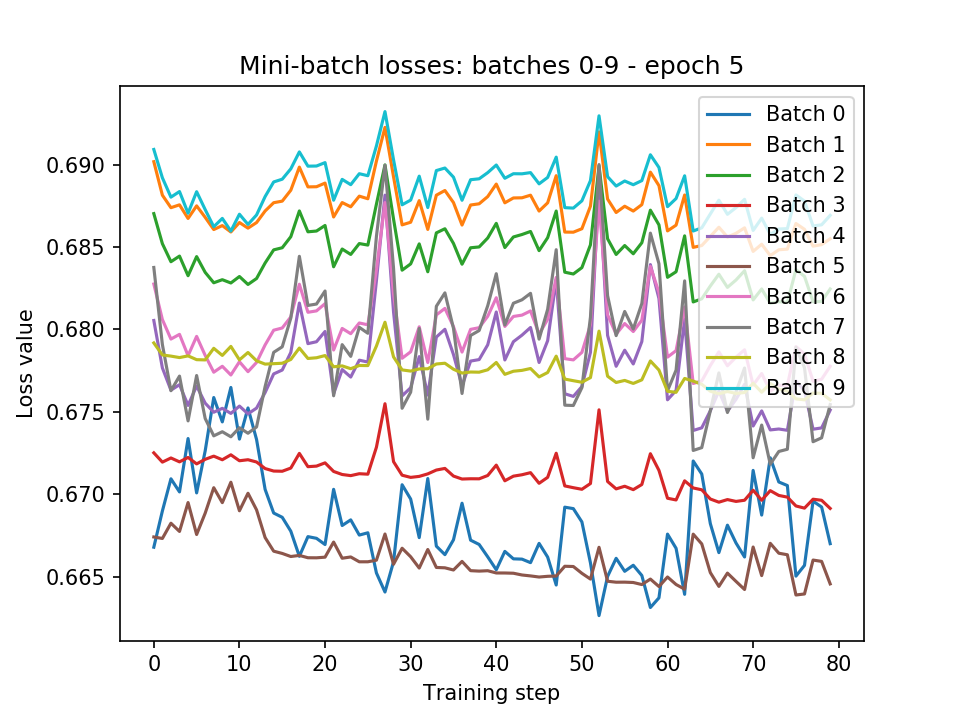 Mini-batch losses: batches 0-9 - epoch 5
Loss value
0.690
0.685
0.680
0.675
0.670
0.665
0 10 20 30 40 50 60 70 80
Training step
Batch 0
Batch 1
Batch 2
Batch 3
Batch 4
Batch 5
Batch 6
Batch 7
Batch 8
Batch 9